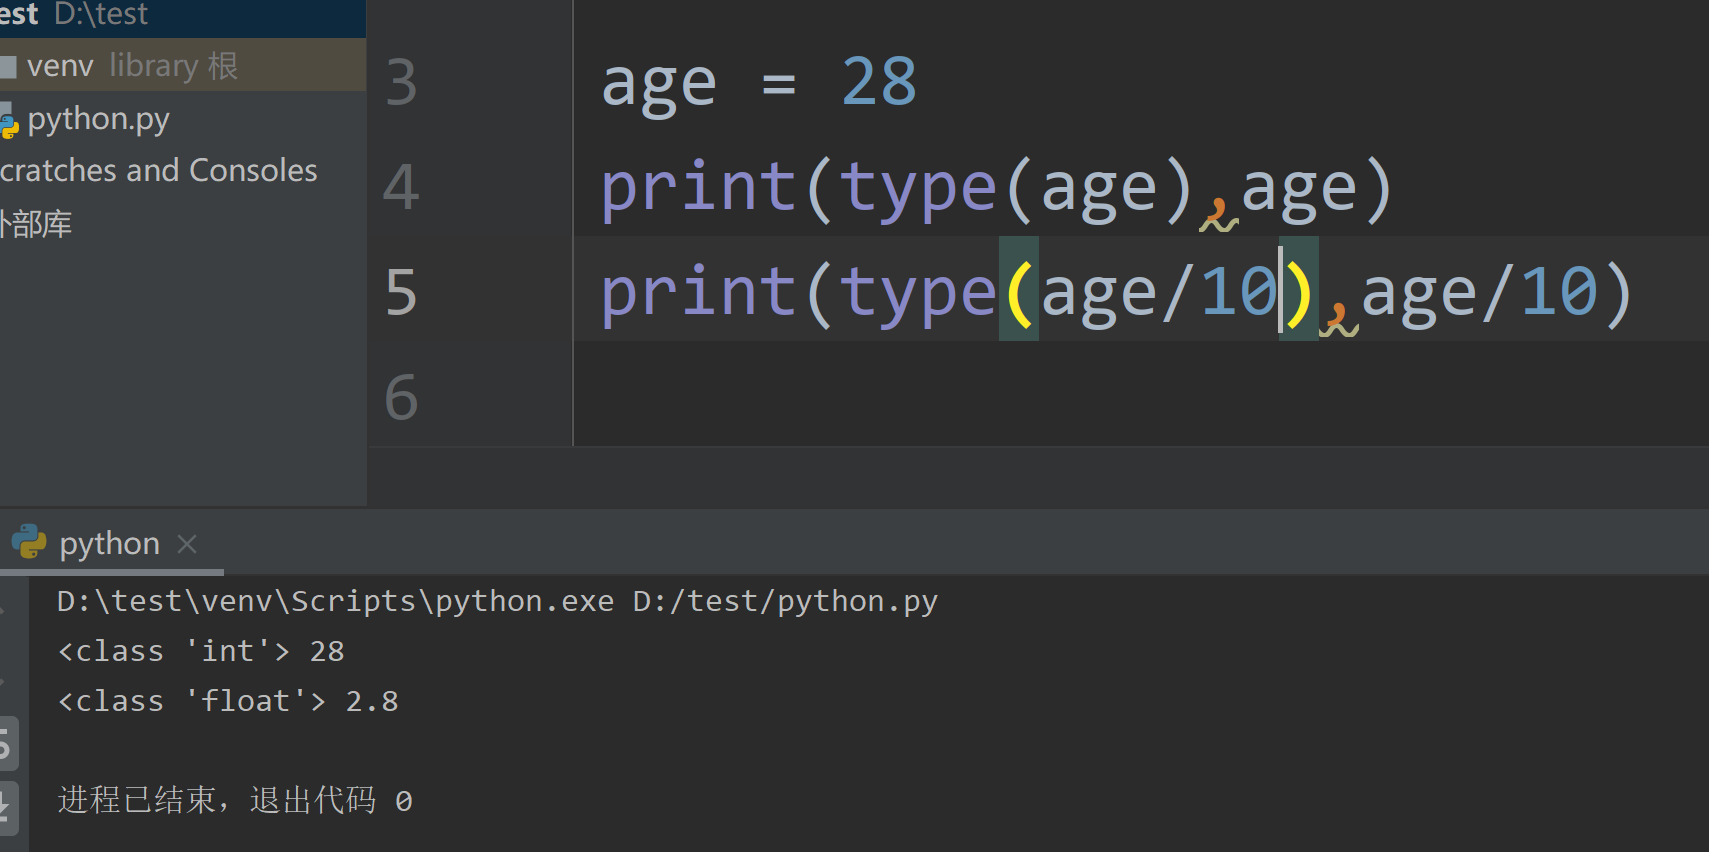 est D:\test
venv library 根
python.py
cratches and Consoles
外部库
3 age = 28
4 print(type(age),age)
5 print(type(age/10),age/10)
6
python
D:\test\venv\Scripts\python.exe D:/test/python.py
<class 'int'> 28
<class 'float'> 2.8
进程已结束，退出代码 0